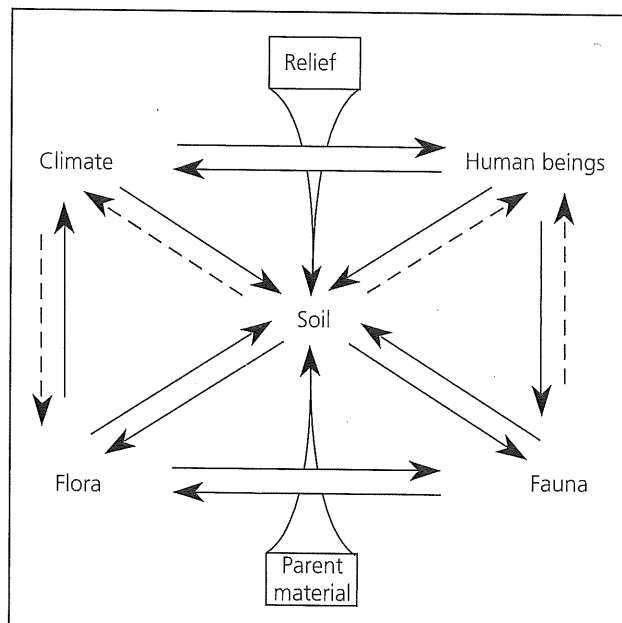 Relief
Climate
Human beings
Soil
Flora
Fauna
Parent
material